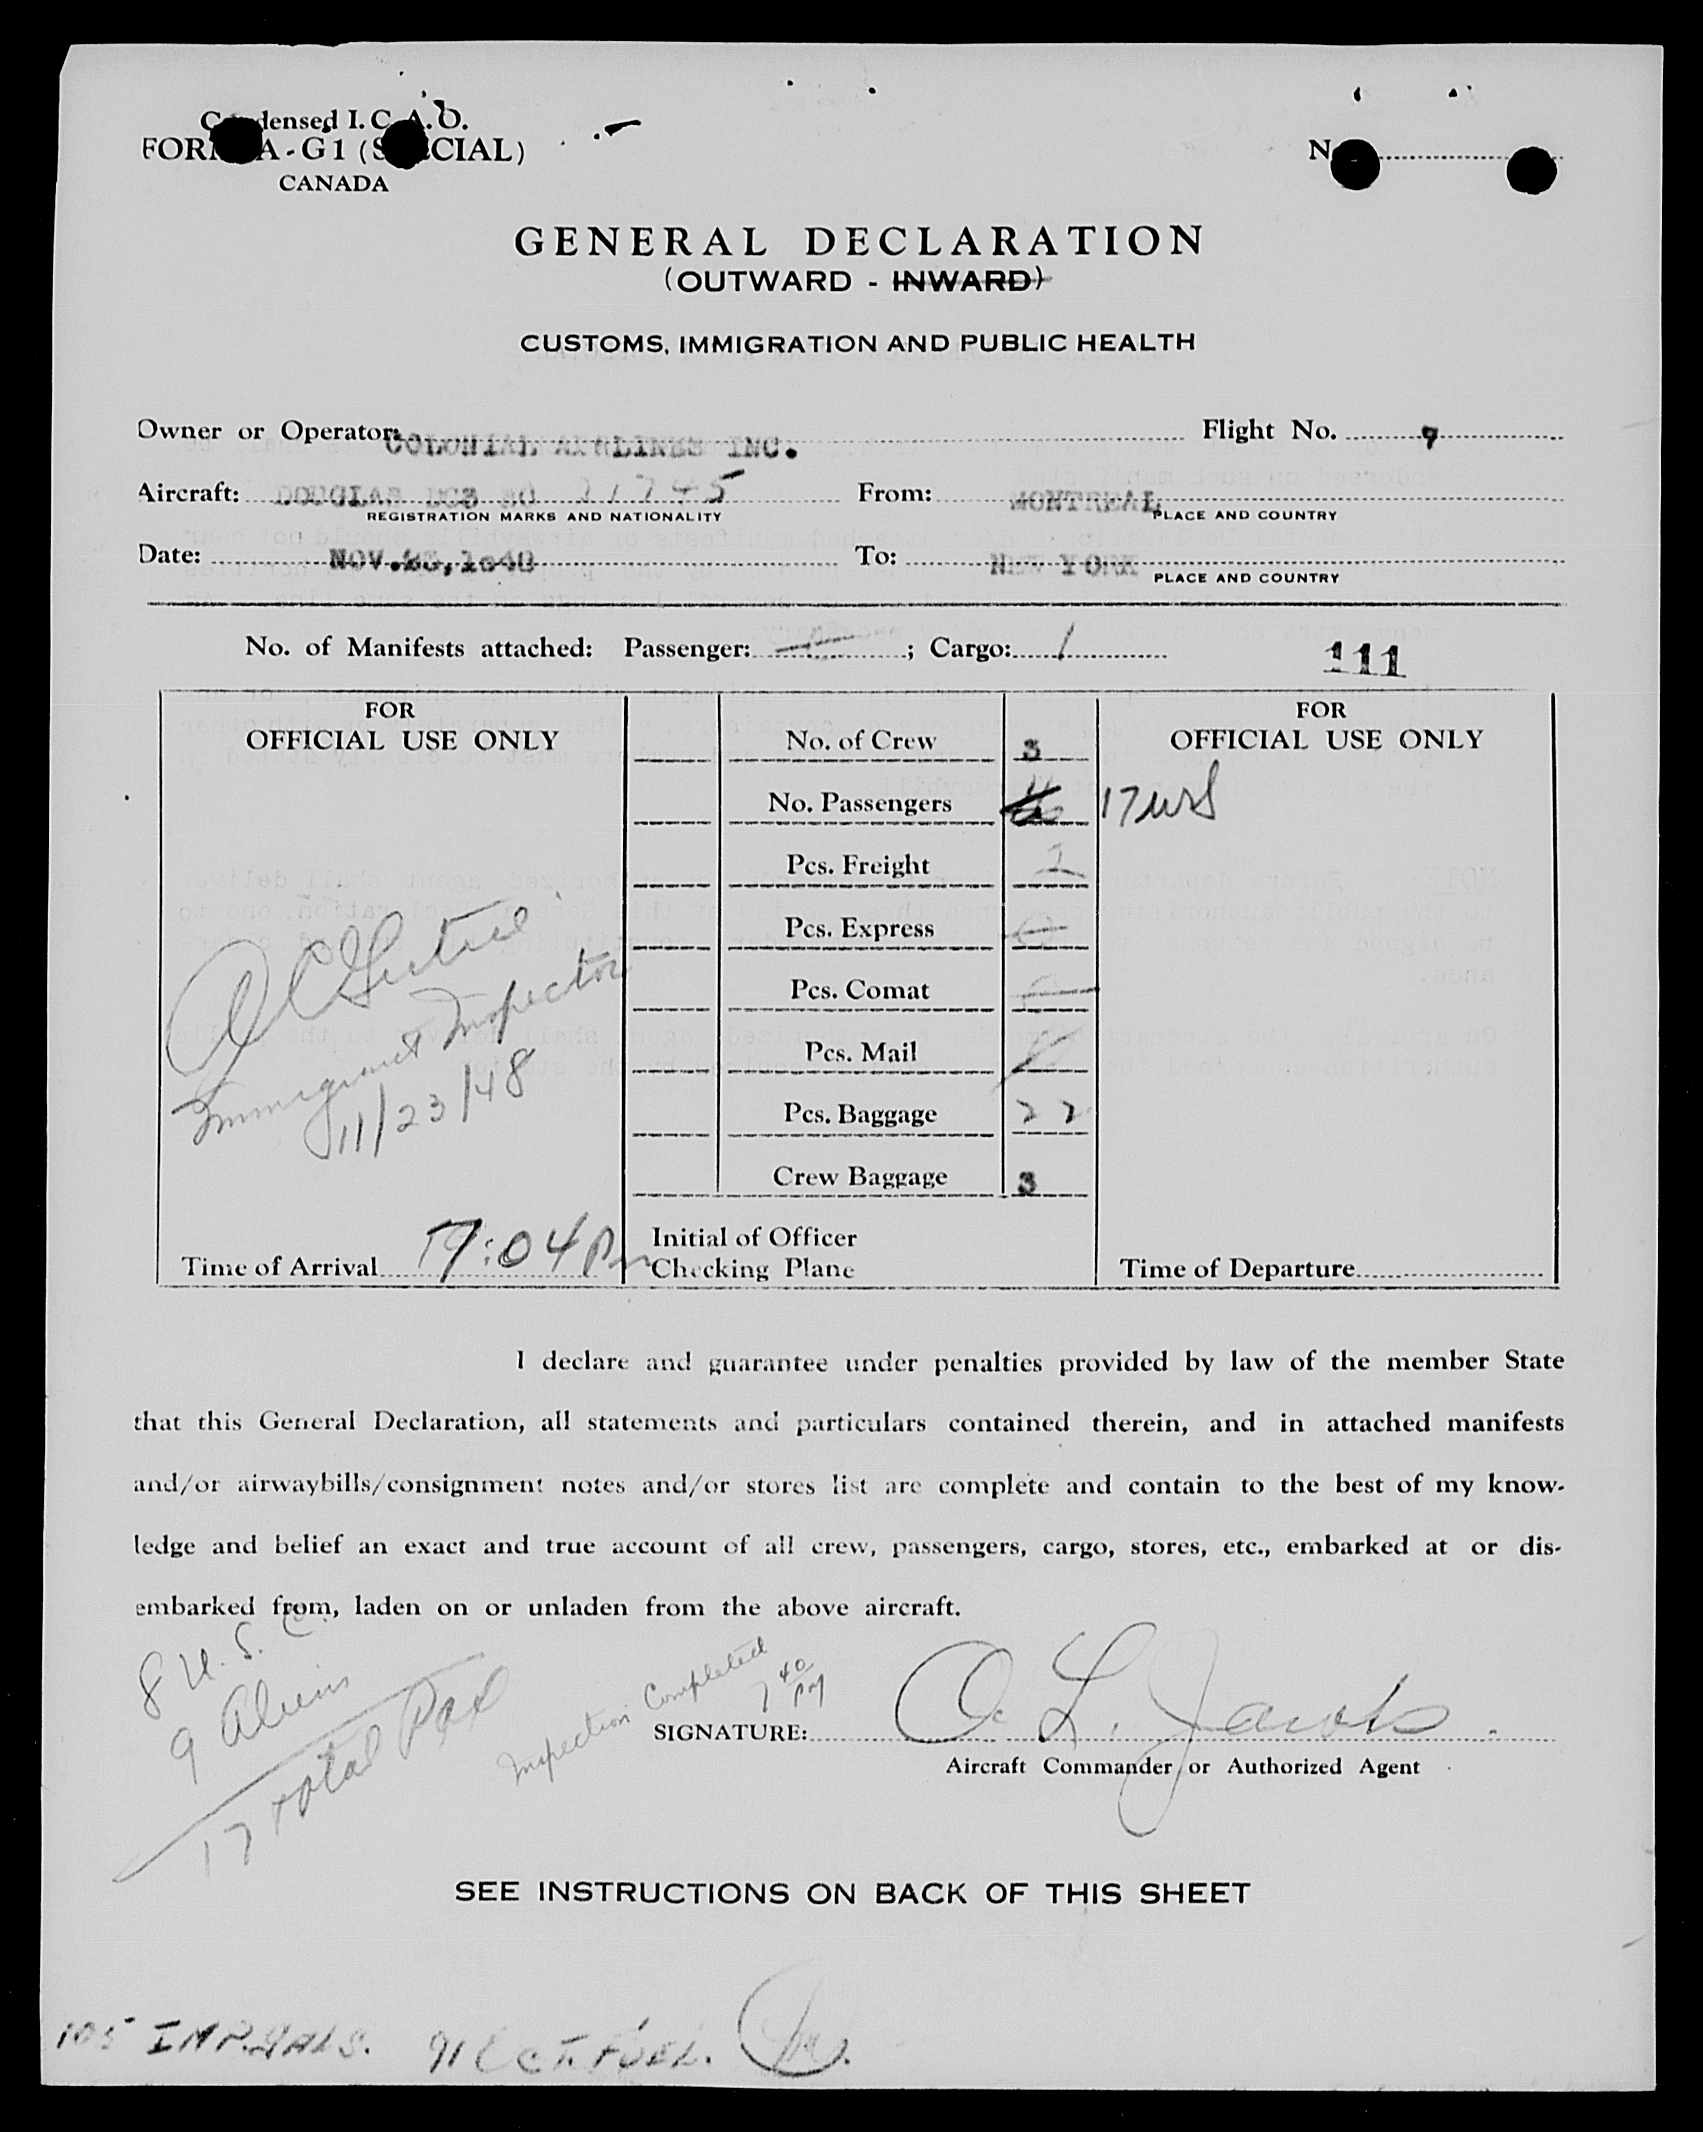 Condensed I.C.A.O.
FORM A-G1 (SPECIAL)
CANADA
GENERAL DECLARATION
(OUTWARD - INWARD)
CUSTOMS, IMMIGRATION AND PUBLIC HEALTH
Owner or Operator: COLONIAL AIRLINES INC. Flight No. 9
Aircraft: DOUGLAS DC3 21745 From: MONTREAL
REGISTRATION MARKS AND NATIONALITY PLACE AND COUNTRY
Date: NOV.23,1948 To: NEW YORK
PLACE AND COUNTRY
No. of Manifests attached: Passenger: ; Cargo: 1 111
FOR
OFFICIAL USE ONLY
A C Guthrie
Immigrant Inspector
11/23/48
Time of Arrival 7:04 Pm
No. of Crew 3
No. Passengers
Pcs. Freight 1
Pcs. Express
Pcs. Comat
Pcs. Mail
Pcs. Baggage 22
Crew Baggage 3
Initial of Officer
Checking Plane
FOR
OFFICIAL USE ONLY
17
Time of Departure
I declare and guarantee under penalties provided by law of the member State
that this General Declaration, all statements and particulars contained therein, and in attached manifests
and/or airwaybills/consignment notes and/or stores list are complete and contain to the best of my know-
ledge and belief an exact and true account of all crew, passengers, cargo, stores, etc., embarked at or dis-
embarked from, laden on or unladen from the above aircraft.
8 U.S.C.
9 Aliens
17 total Pax
Inspection Completed
7 40 PM
SIGNATURE: A. L. Jacobs
Aircraft Commander or Authorized Agent
SEE INSTRUCTIONS ON BACK OF THIS SHEET
105 IMP. GALS. 91 OCT. FUEL.